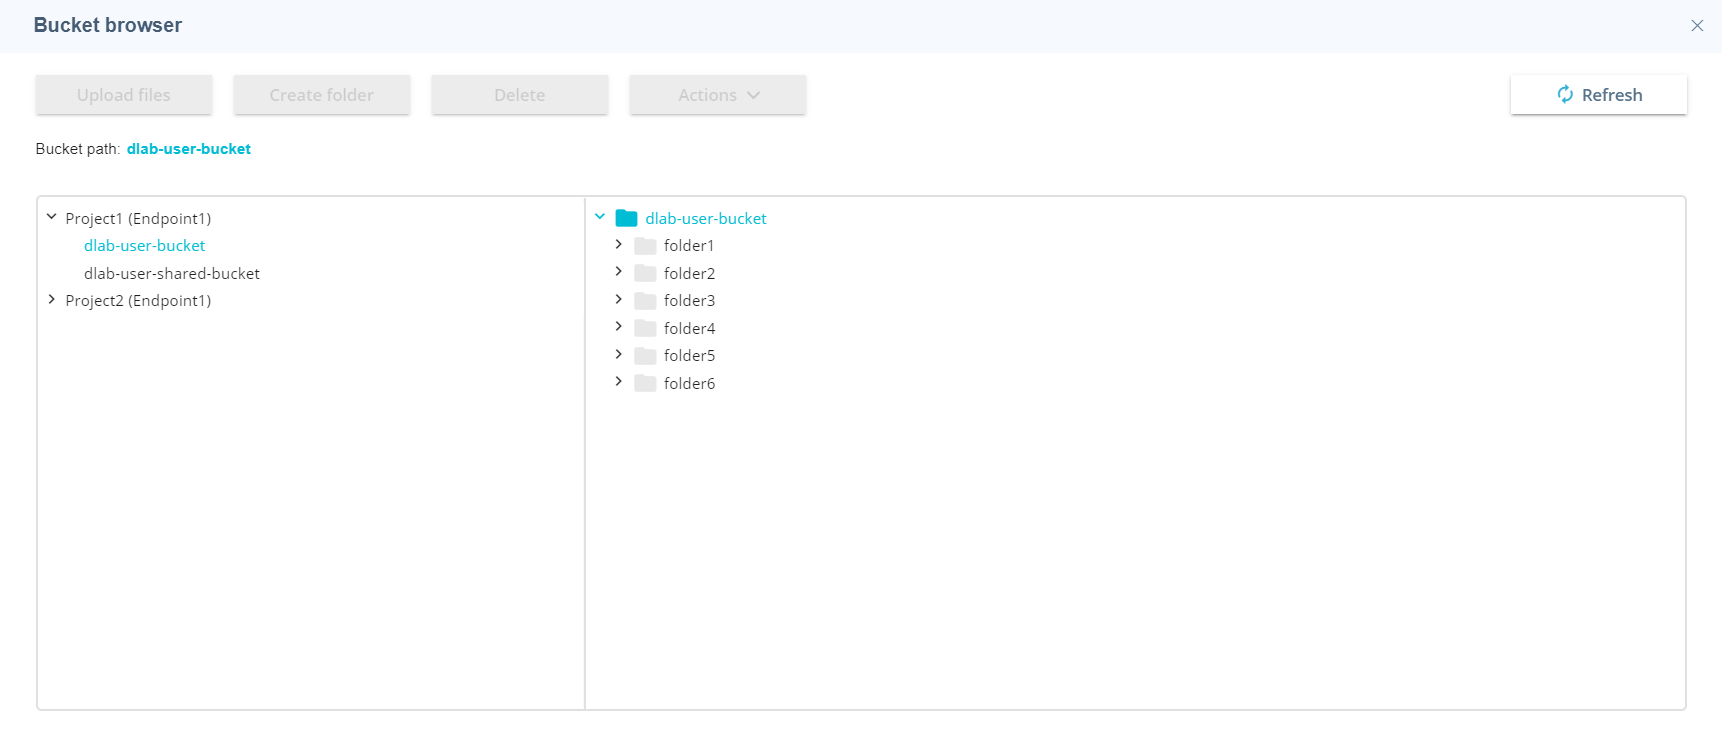 Bucket browser
Upload files Create folder Delete Actions Refresh
Bucket path: dlab-user-bucket
Project1 (Endpoint1)
dlab-user-bucket
dlab-user-shared-bucket
Project2 (Endpoint1)
dlab-user-bucket
folder1
folder2
folder3
folder4
folder5
folder6